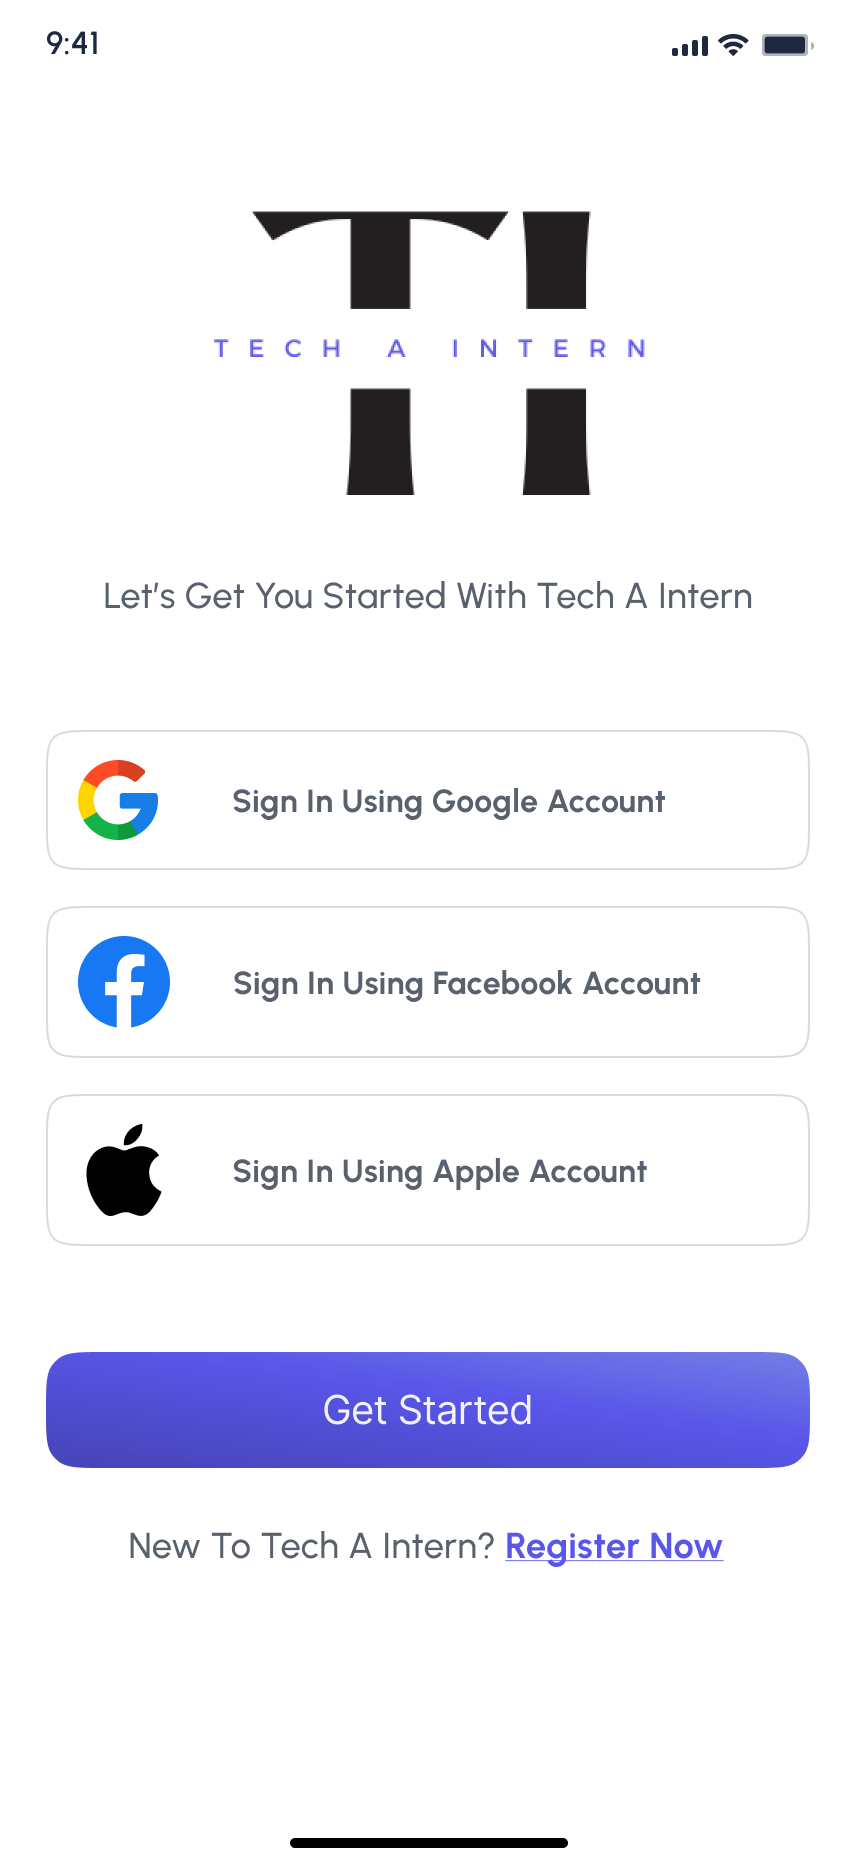 9:41
TI
TECH A INTERN
Let's Get You Started With Tech A Intern
Sign In Using Google Account
Sign In Using Facebook Account
Sign In Using Apple Account
Get Started
New To Tech A Intern? Register Now